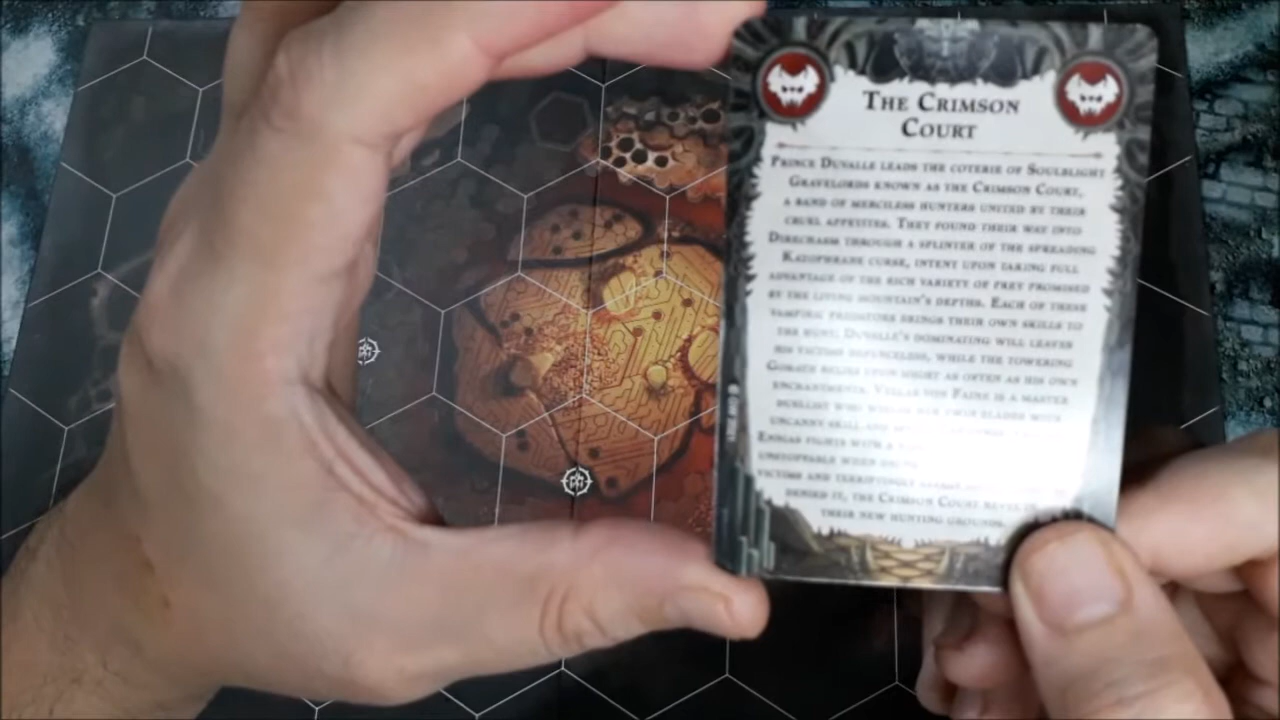 The Crimson
Court
Prince Duvalle leads the coterie of Soulblight
Gravelords known as the Crimson Court,
a band of merciless hunters united by their
cruel appetites. They found their way into
Direchasm through a splinter of the spreading
Katophrane curse, intent upon taking full
advantage of the rich variety of prey promised
by the living mountain's depths. Each of these
vampiric predators brings their own skills to
the hunt: Duvalle's dominating will leaves
his victims defenceless, while the towering
Gorath relies upon might as often as his own
enchantments. Vellas von Faine is a master
duellist who wields her twin blades with
uncanny skill and
Ennias fights with a
unstoppable when
victims and terrifyingly
denied it, the Crimson Court revel in
their new hunting grounds.